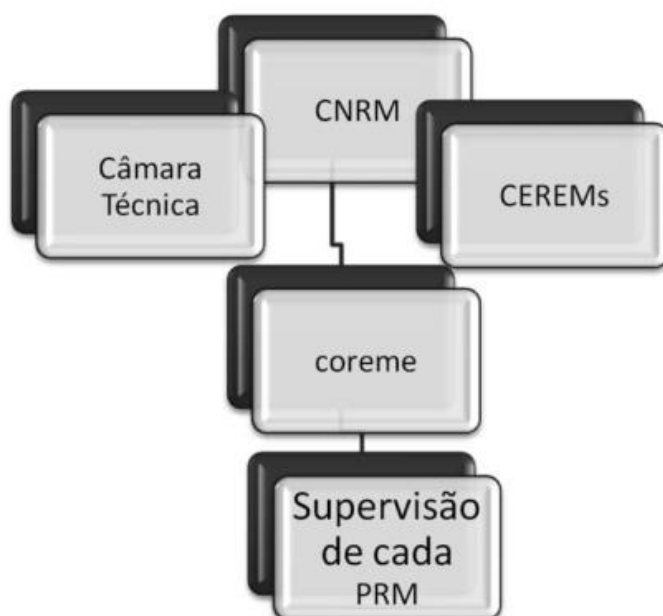 CNRM
Câmara
Técnica
CEREMs
coreme
Supervisão
de cada
PRM